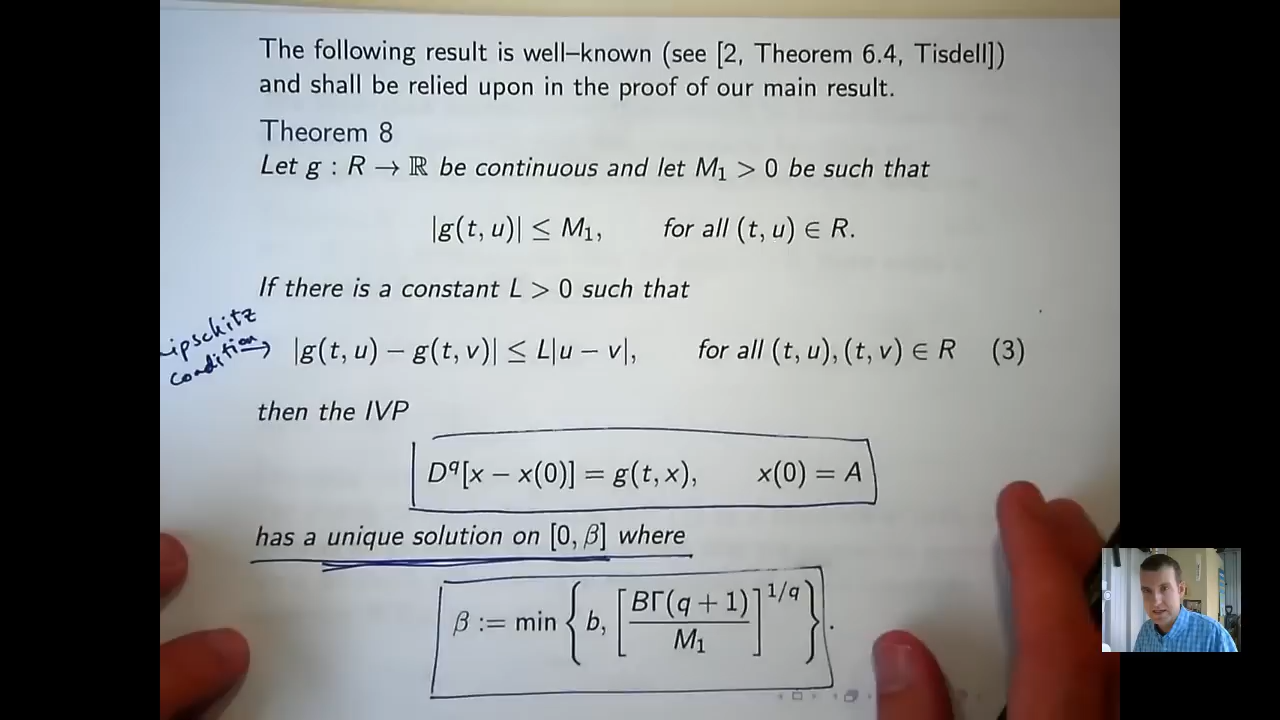 The following result is well–known (see [2, Theorem 6.4, Tisdell])
and shall be relied upon in the proof of our main result.
Theorem 8
Let g : R → ℝ be continuous and let M₁ > 0 be such that
|g(t, u)| ≤ M₁, for all (t, u) ∈ R.
If there is a constant L > 0 such that
ipschitz
condition →
|g(t, u) − g(t, v)| ≤ L|u − v|, for all (t, u), (t, v) ∈ R (3)
then the IVP
D^q[x − x(0)] = g(t, x), x(0) = A
has a unique solution on [0, β] where
β := min { b, [ BΓ(q + 1) / M₁ ]^{1/q} }.